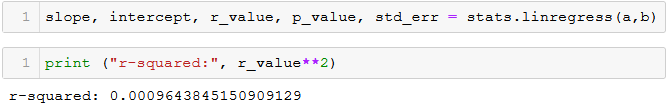 1 slope, intercept, r_value, p_value, std_err = stats.linregress(a,b)
1 print ("r-squared:", r_value**2)
r-squared: 0.0009643845150909129